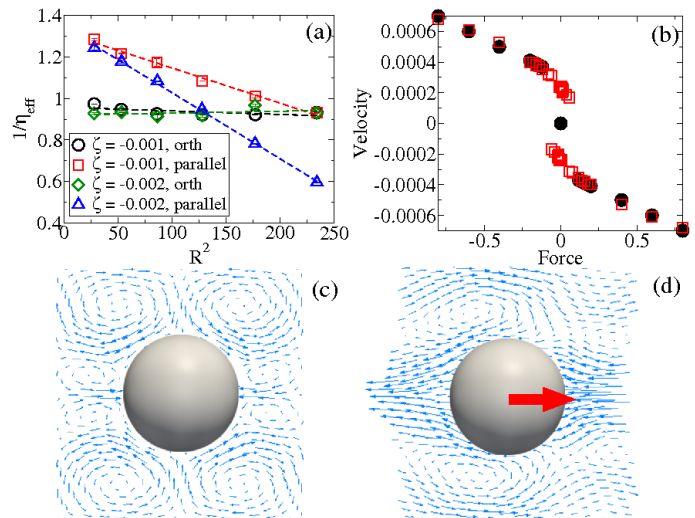 1.4
1.2
1
0.8
0.6
0.4
1/ηeff
(a)
ζ = -0.001, orth
ζ = -0.001, parallel
ζ = -0.002, orth
ζ = -0.002, parallel
0 50 100 150 200 250
R²
(b)
0.0006
0.0004
0.0002
0
-0.0002
-0.0004
-0.0006
Velocity
-0.5 0 0.5
Force
(c)
(d)